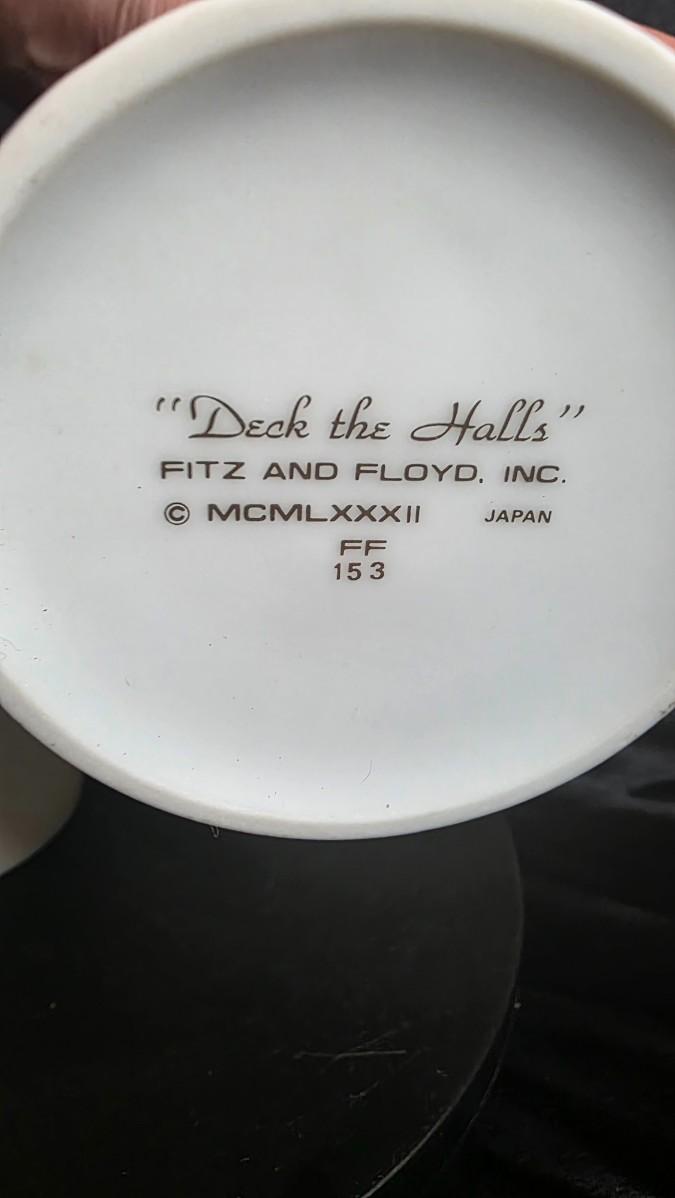 “Deck the Halls”
FITZ AND FLOYD, INC.
© MCMLXXXII JAPAN
FF
153